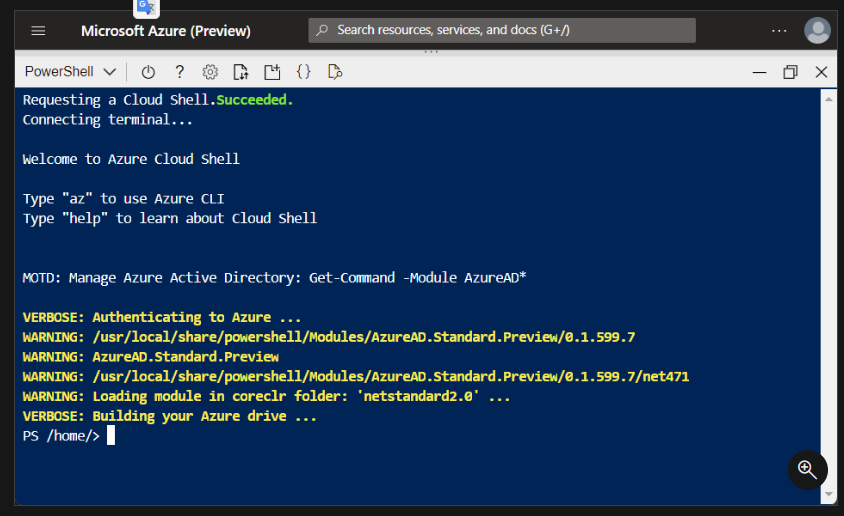 Microsoft Azure (Preview)
Search resources, services, and docs (G+/)
PowerShell
Requesting a Cloud Shell.Succeeded.
Connecting terminal...
Welcome to Azure Cloud Shell
Type "az" to use Azure CLI
Type "help" to learn about Cloud Shell
MOTD: Manage Azure Active Directory: Get-Command -Module AzureAD*
VERBOSE: Authenticating to Azure ...
WARNING: /usr/local/share/powershell/Modules/AzureAD.Standard.Preview/0.1.599.7
WARNING: AzureAD.Standard.Preview
WARNING: /usr/local/share/powershell/Modules/AzureAD.Standard.Preview/0.1.599.7/net471
WARNING: Loading module in coreclr folder: 'netstandard2.0' ...
VERBOSE: Building your Azure drive ...
PS /home/>